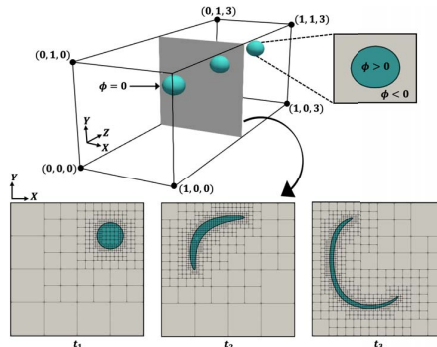 (0,1,3)
(1,1,3)
(0,1,0)
ϕ > 0
ϕ = 0
ϕ < 0
Y
Z
X
(1,0,3)
(0,0,0)
(1,0,0)
Y
X
t₁
t₂
t₃